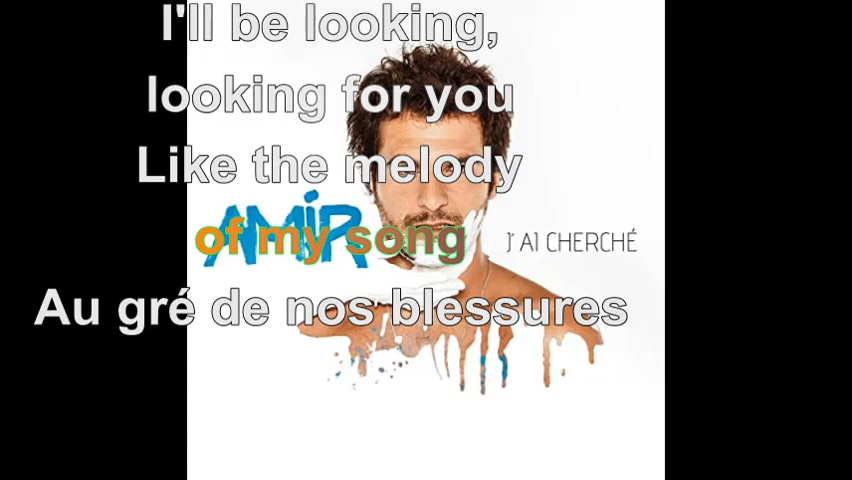 I'll be looking,
looking for you
Like the melody
of my song
AMIR
J'AI CHERCHÉ
Au gré de nos blessures